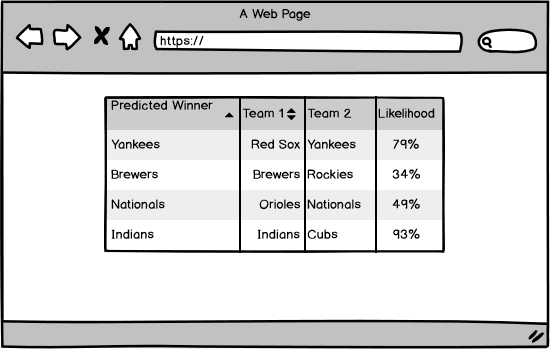 A Web Page
https://
Predicted Winner Team 1 Team 2 Likelihood
Yankees Red Sox Yankees 79%
Brewers Brewers Rockies 34%
Nationals Orioles Nationals 49%
Indians Indians Cubs 93%